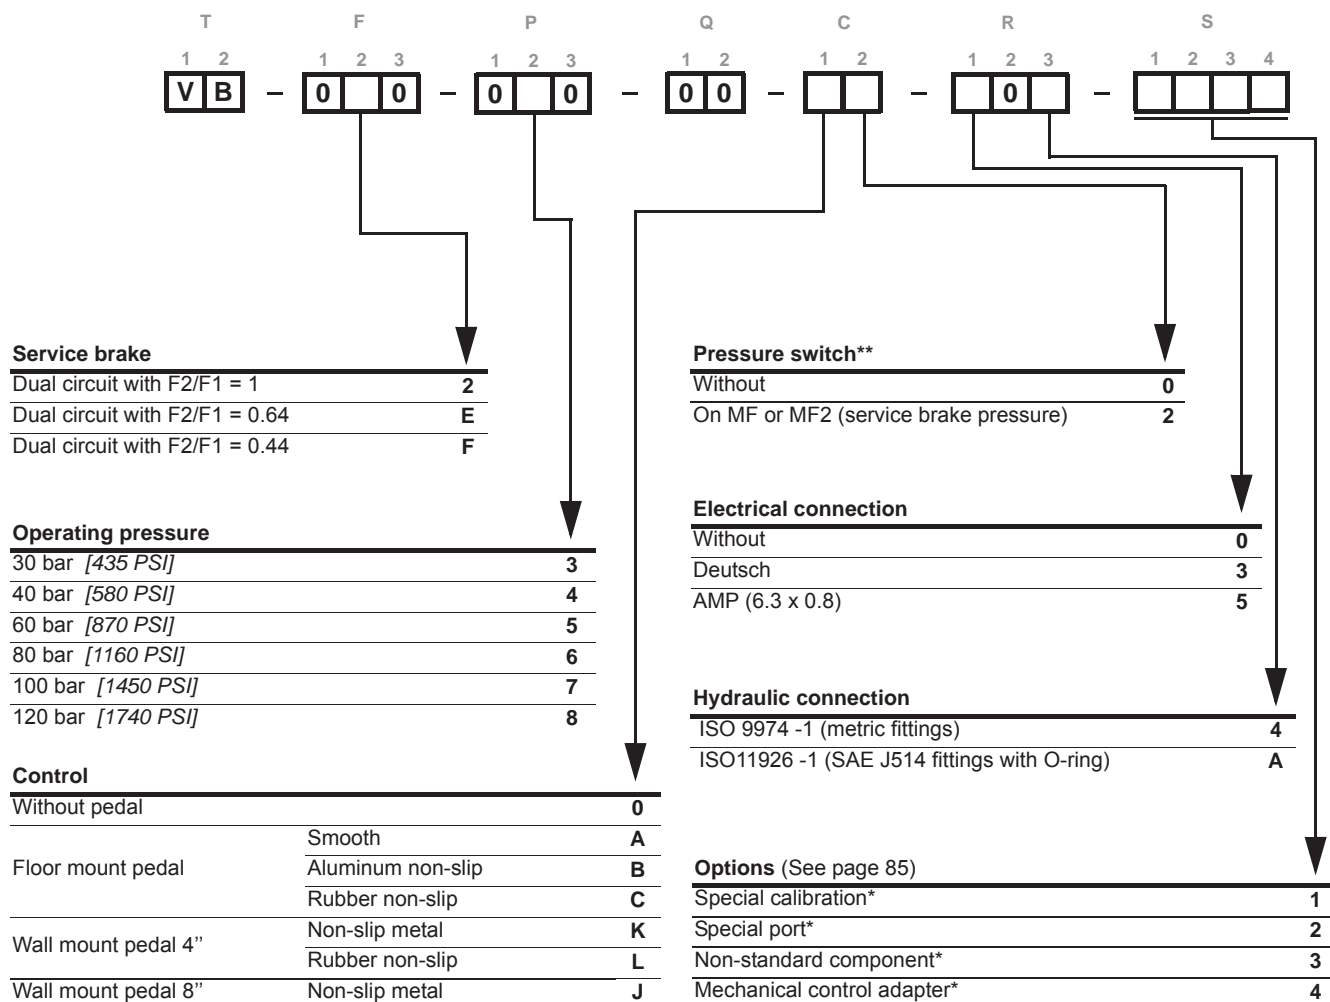 T F P Q C R S
1 2 1 2 3 1 2 3 1 2 1 2 1 2 3 1 2 3 4
V B – 0 0 – 0 0 – 0 0 – – 0 –
Service brake
Dual circuit with F2/F1 = 1 2
Dual circuit with F2/F1 = 0.64 E
Dual circuit with F2/F1 = 0.44 F
Operating pressure
30 bar [435 PSI] 3
40 bar [580 PSI] 4
60 bar [870 PSI] 5
80 bar [1160 PSI] 6
100 bar [1450 PSI] 7
120 bar [1740 PSI] 8
Control
Without pedal 0
Floor mount pedal
Smooth A
Aluminum non-slip B
Rubber non-slip C
Wall mount pedal 4’’
Non-slip metal K
Rubber non-slip L
Wall mount pedal 8’’ Non-slip metal J
Pressure switch**
Without 0
On MF or MF2 (service brake pressure) 2
Electrical connection
Without 0
Deutsch 3
AMP (6.3 x 0.8) 5
Hydraulic connection
ISO 9974 -1 (metric fittings) 4
ISO11926 -1 (SAE J514 fittings with O-ring) A
Options (See page 85)
Special calibration* 1
Special port* 2
Non-standard component* 3
Mechanical control adapter* 4